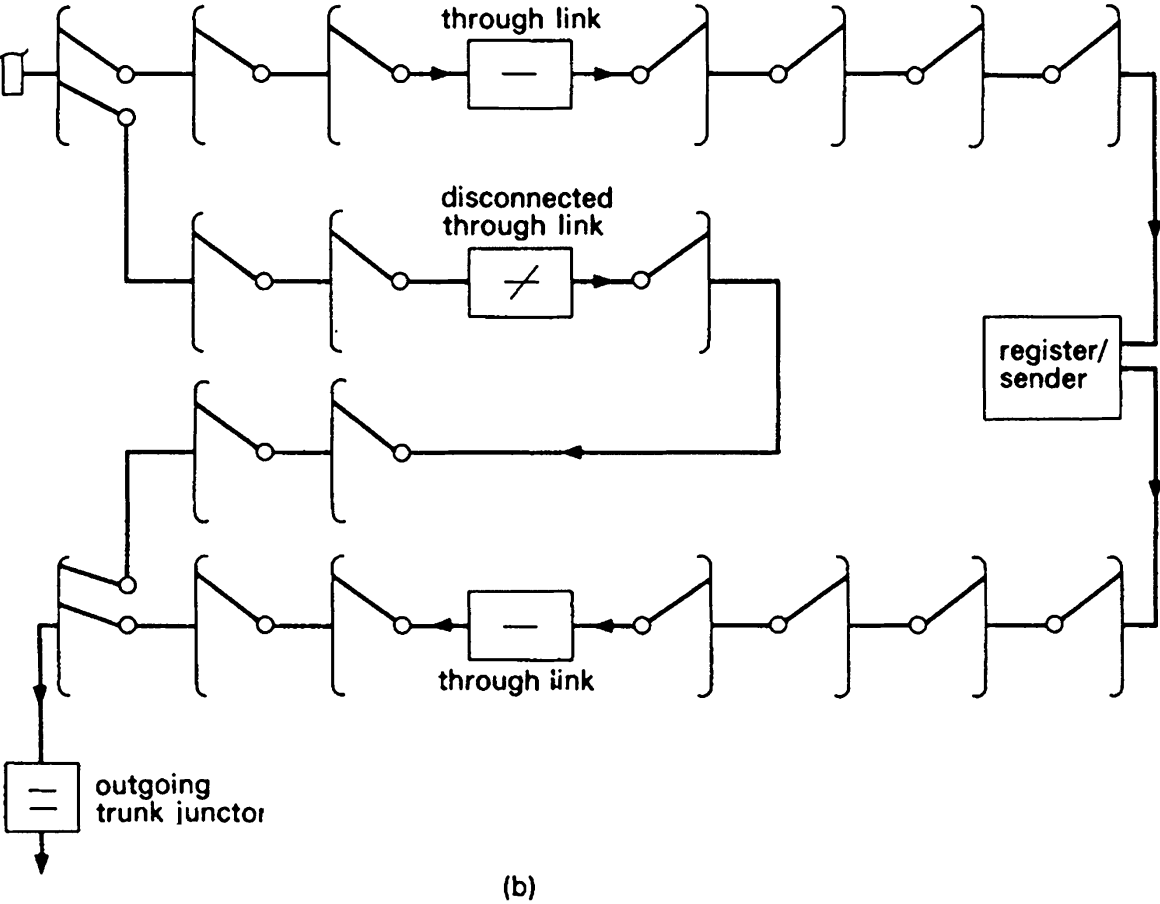 through link
disconnected
through link
register/
sender
through link
outgoing
trunk junctor
(b)